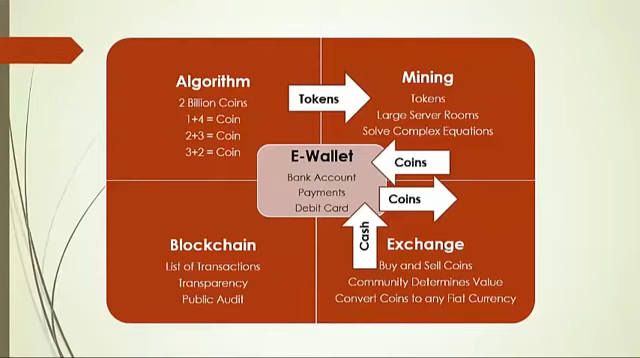 Algorithm
2 Billion Coins
1+4 = Coin
2+3 = Coin
3+2 = Coin
Tokens
Mining
Tokens
Large Server Rooms
Solve Complex Equations
E-Wallet
Bank Account
Payments
Debit Card
Coins
Coins
Cash
Blockchain
List of Transactions
Transparency
Public Audit
Exchange
Buy and Sell Coins
Community Determines Value
Convert Coins to any Fiat Currency